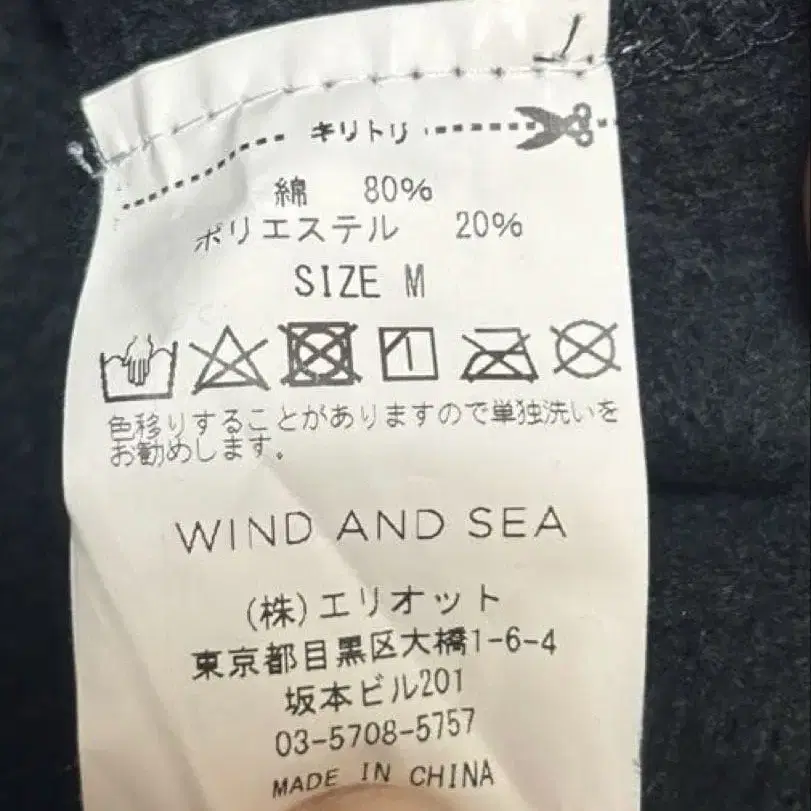 キリトリ
綿 80%
ポリエステル 20%
SIZE M
色移りすることがありますので単独洗いを
お勧めします。
WIND AND SEA
(株)エリオット
東京都目黒区大橋1-6-4
坂本ビル201
03-5708-5757
MADE IN CHINA